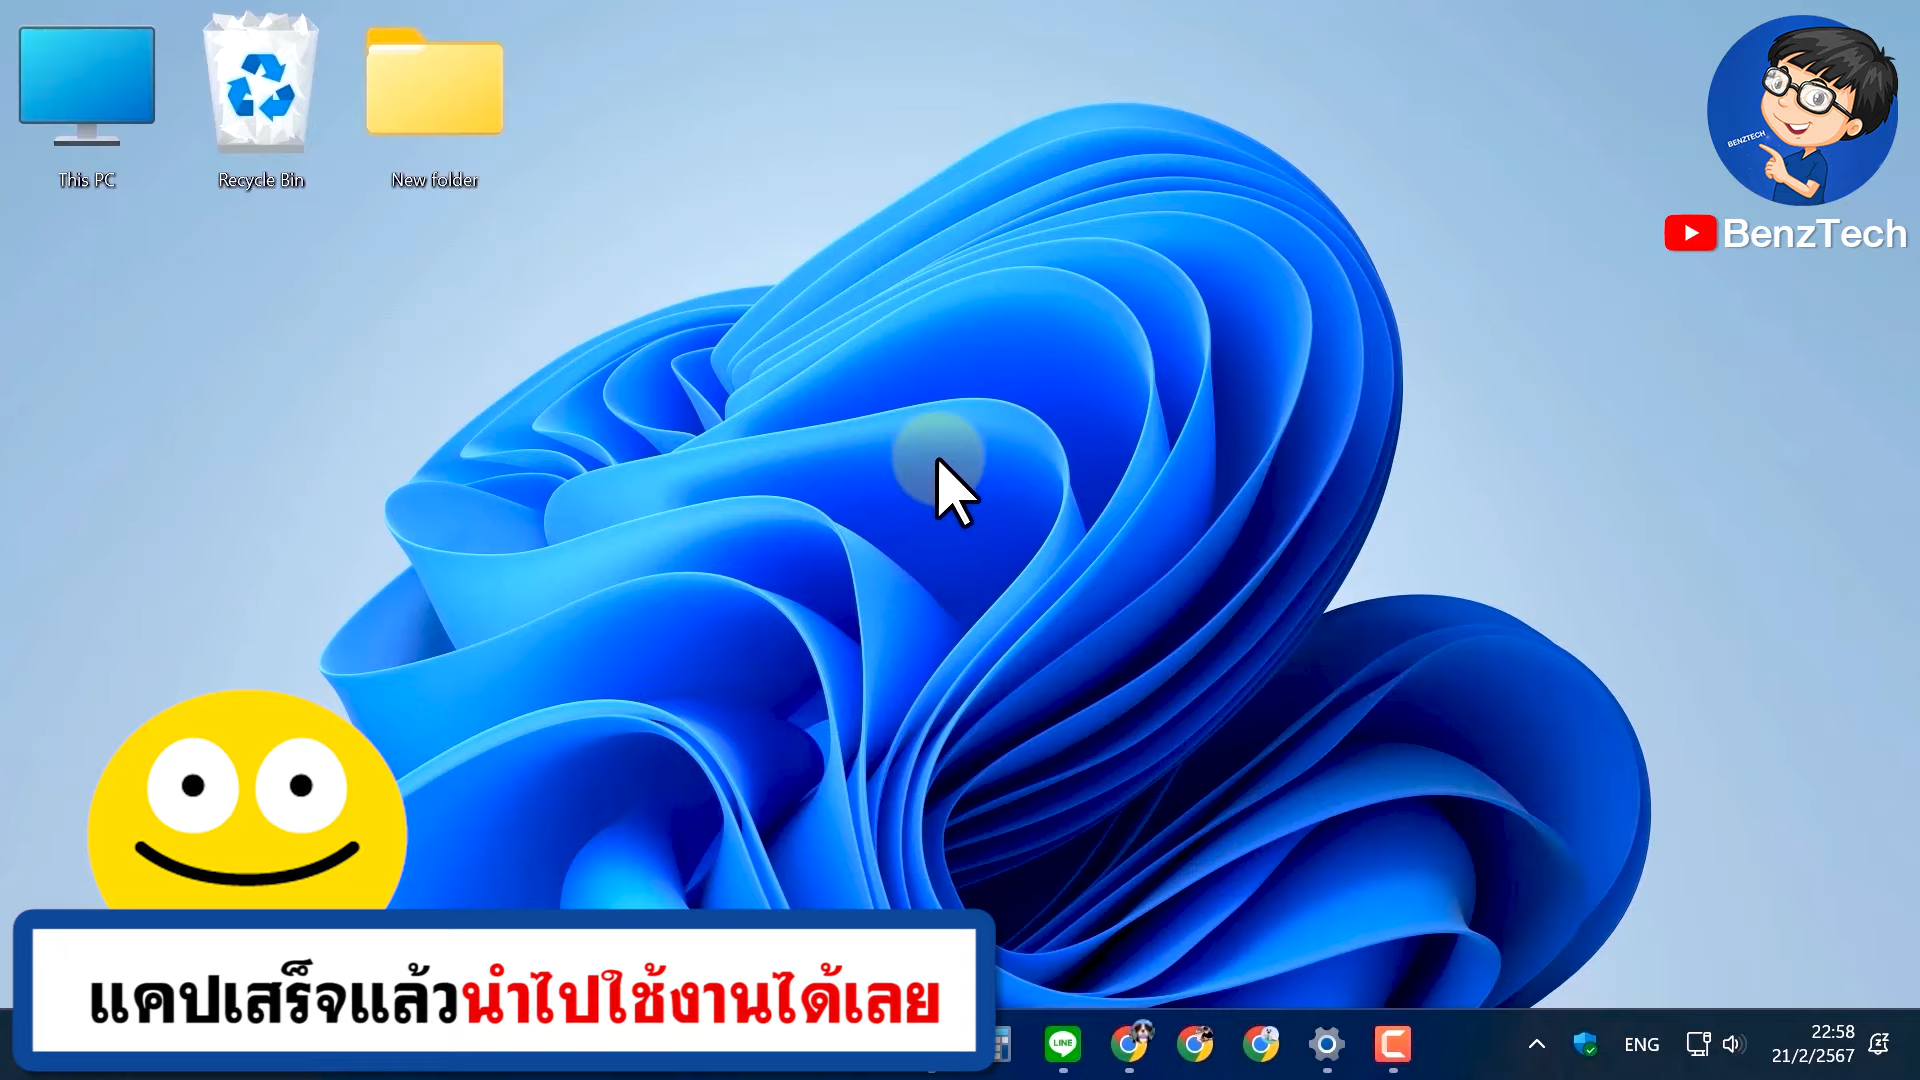 This PC
Recycle Bin
New folder
BENZTECH
BenzTech
แคปเสร็จแล้วนำไปใช้งานได้เลย
LINE
ENG
22:58
21/2/2567